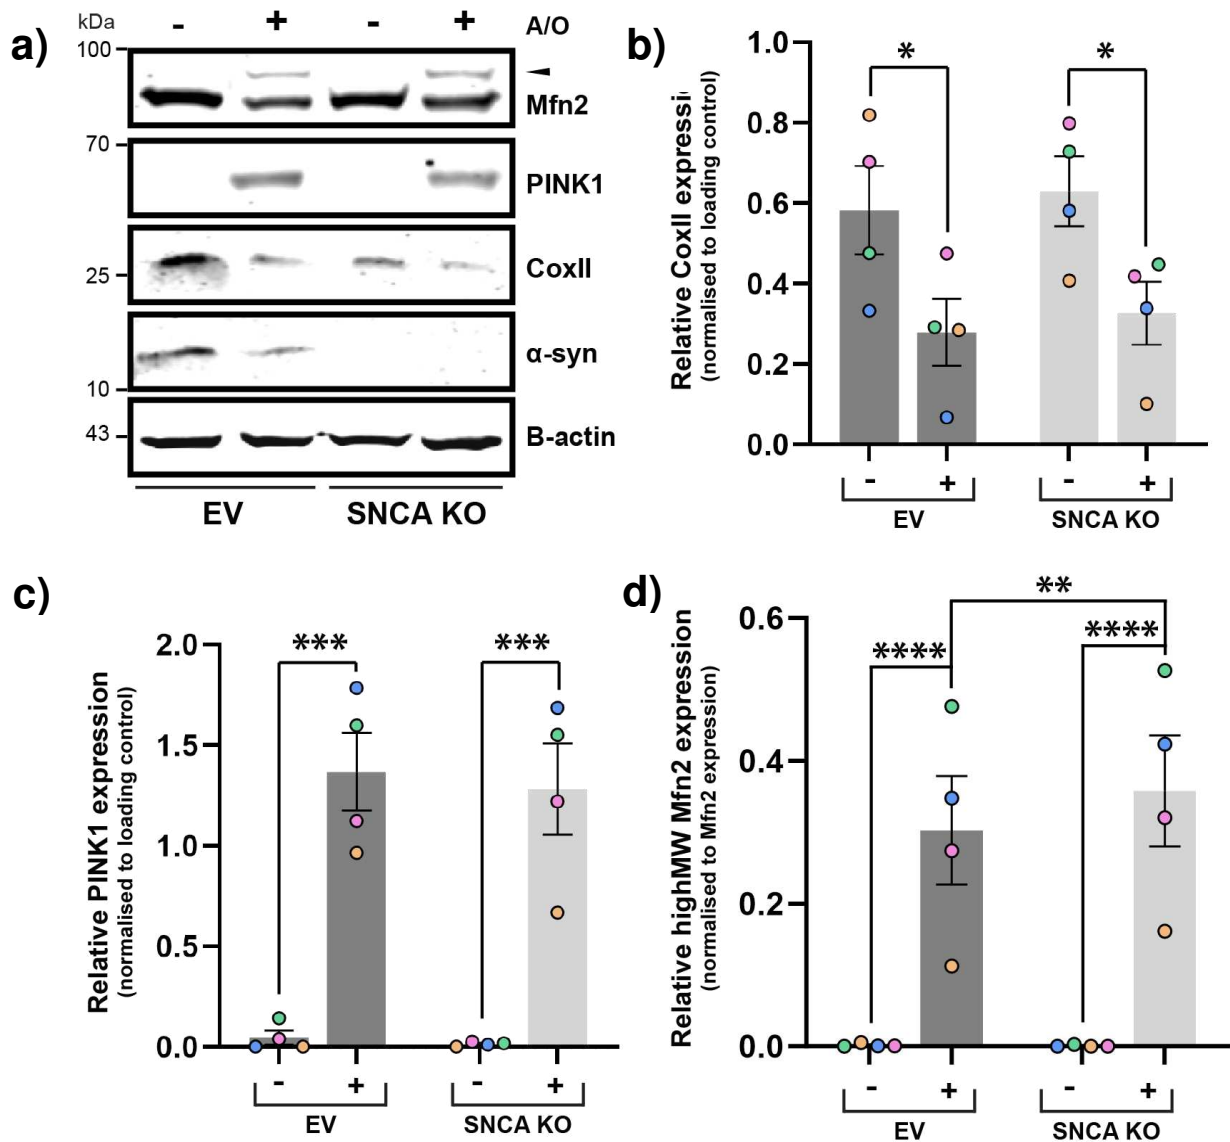 a)
kDa - + - + A/O
100
Mfn2
70
PINK1
25
CoxII
α-syn
10
43
B-actin
EV SNCA KO
b)
Relative CoxII expressi
(normalised to loading control)
1.0
0.8
0.6
0.4
0.2
0.0
* *
- + - +
EV SNCA KO
c)
Relative PINK1 expression
(normalised to loading control)
2.0
1.5
1.0
0.5
0.0
*** ***
- + - +
EV SNCA KO
d)
Relative highMW Mfn2 expression
(normalised to Mfn2 expression)
0.6
0.4
0.2
0.0
**
**** ****
- + - +
EV SNCA KO